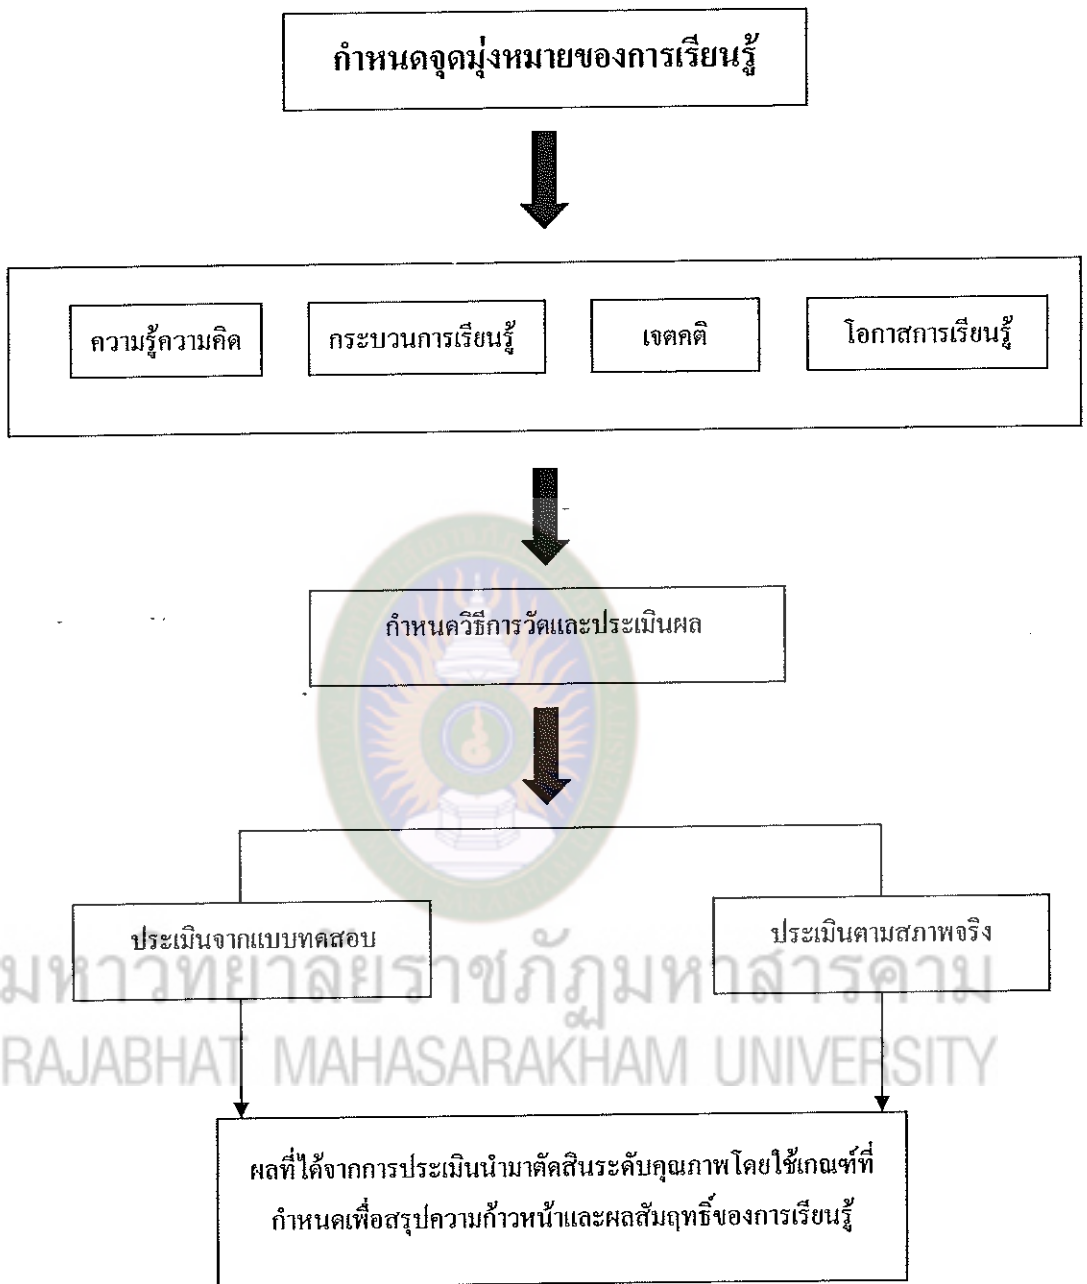 กำหนดจุดมุ่งหมายของการเรียนรู้
ความรู้ความคิด
กระบวนการเรียนรู้
เจตคติ
โอกาสการเรียนรู้
กำหนดวิธีการวัดและประเมินผล
ประเมินจากแบบทดสอบ
ประเมินตามสภาพจริง
มหาวิทยาลัยราชภัฏมหาสารคาม
RAJABHAT MAHASARAKHAM UNIVERSITY
ผลที่ได้จากการประเมินนำมาตัดสินระดับคุณภาพโดยใช้เกณฑ์ที่
กำหนดเพื่อสรุปความก้าวหน้าและผลสัมฤทธิ์ของการเรียนรู้